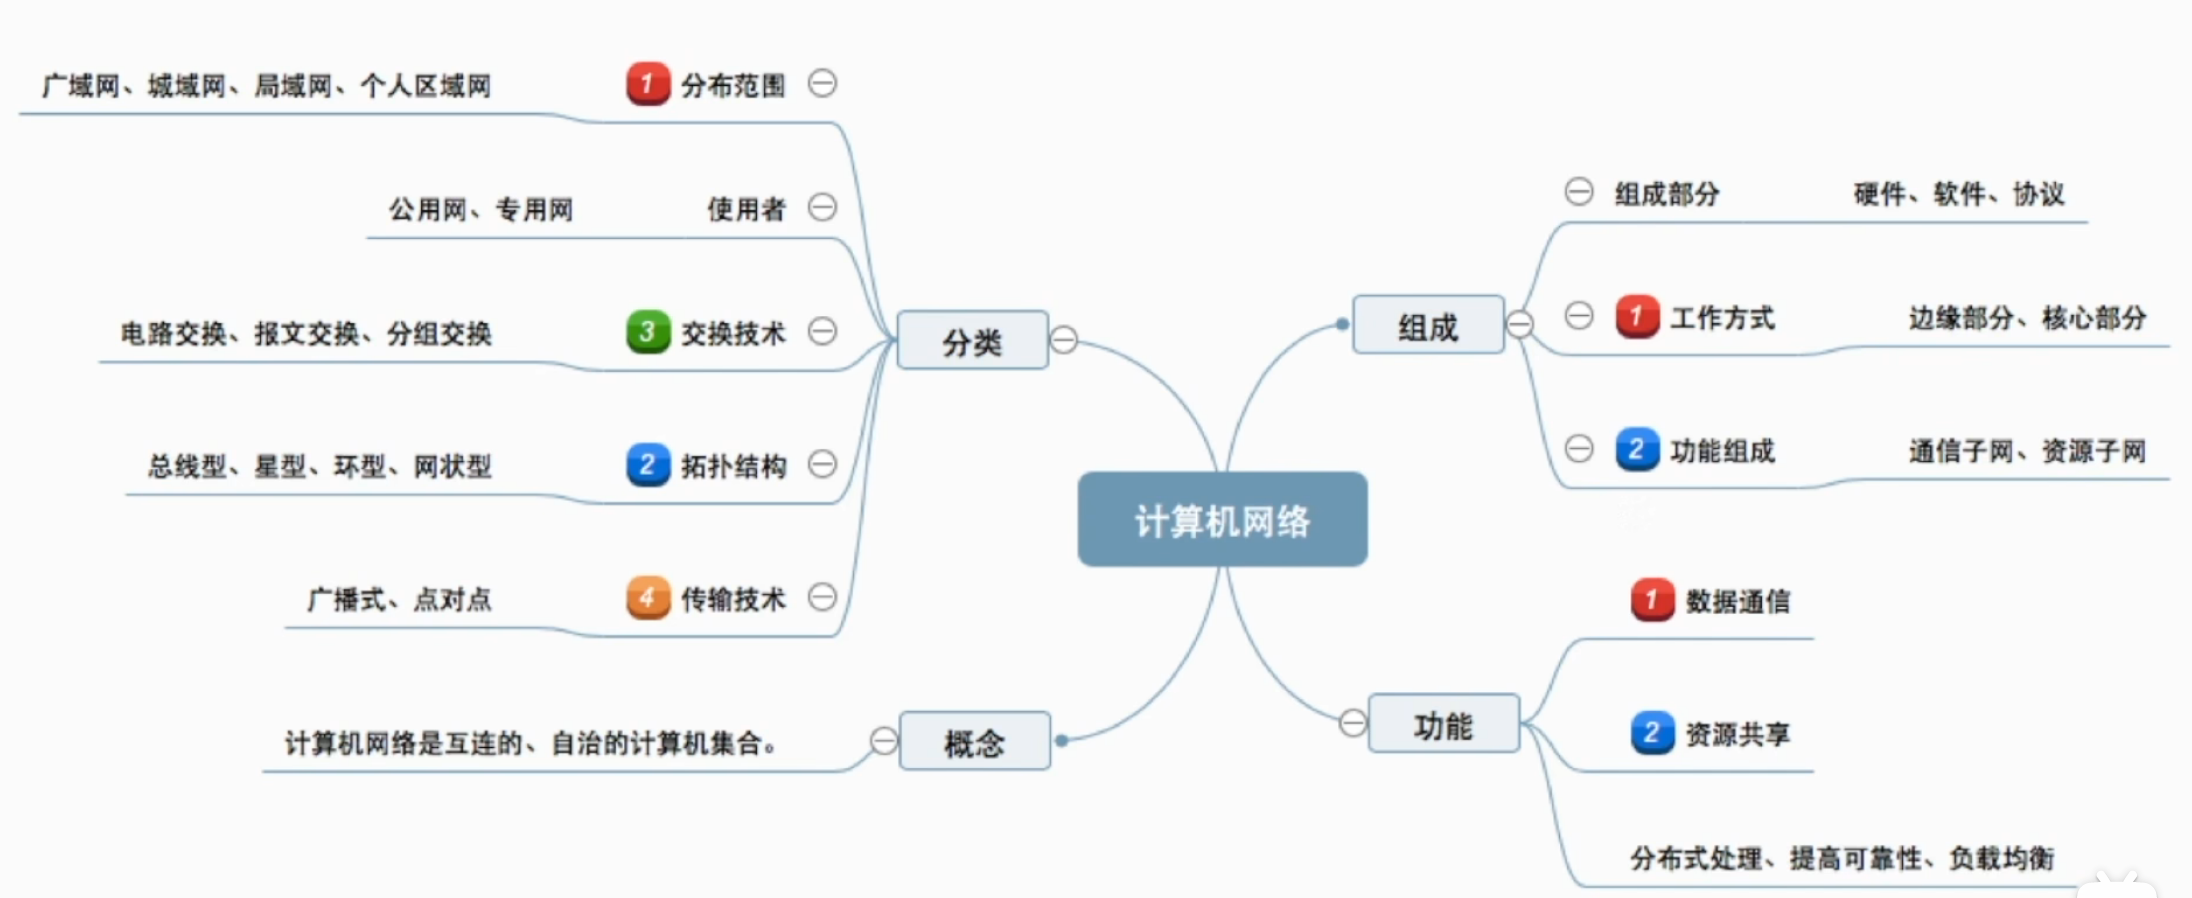 计算机网络
概念
计算机网络是互连的、自治的计算机集合。
组成
组成部分
硬件、软件、协议
1 工作方式
边缘部分、核心部分
2 功能组成
通信子网、资源子网
功能
1 数据通信
2 资源共享
分布式处理、提高可靠性、负载均衡
分类
1 分布范围
广域网、城域网、局域网、个人区域网
使用者
公用网、专用网
3 交换技术
电路交换、报文交换、分组交换
2 拓扑结构
总线型、星型、环型、网状型
4 传输技术
广播式、点对点